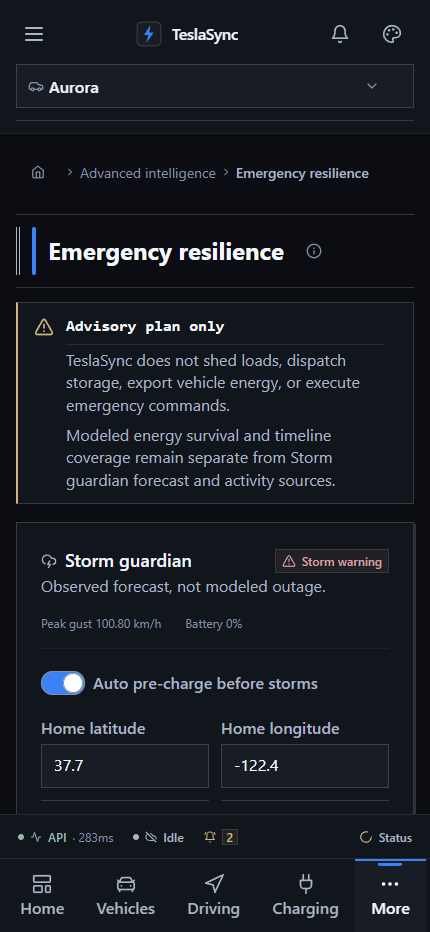 TeslaSync
Aurora
Advanced intelligence
Emergency resilience
Emergency resilience
Advisory plan only
TeslaSync does not shed loads, dispatch
storage, export vehicle energy, or execute
emergency commands.
Modeled energy survival and timeline
coverage remain separate from Storm
guardian forecast and activity sources.
Storm guardian
Storm warning
Observed forecast, not modeled outage.
Peak gust 100.80 km/h Battery 0%
Auto pre-charge before storms
Home latitude Home longitude
37.7 -122.4
API · 283ms Idle 2 Status
Home Vehicles Driving Charging More